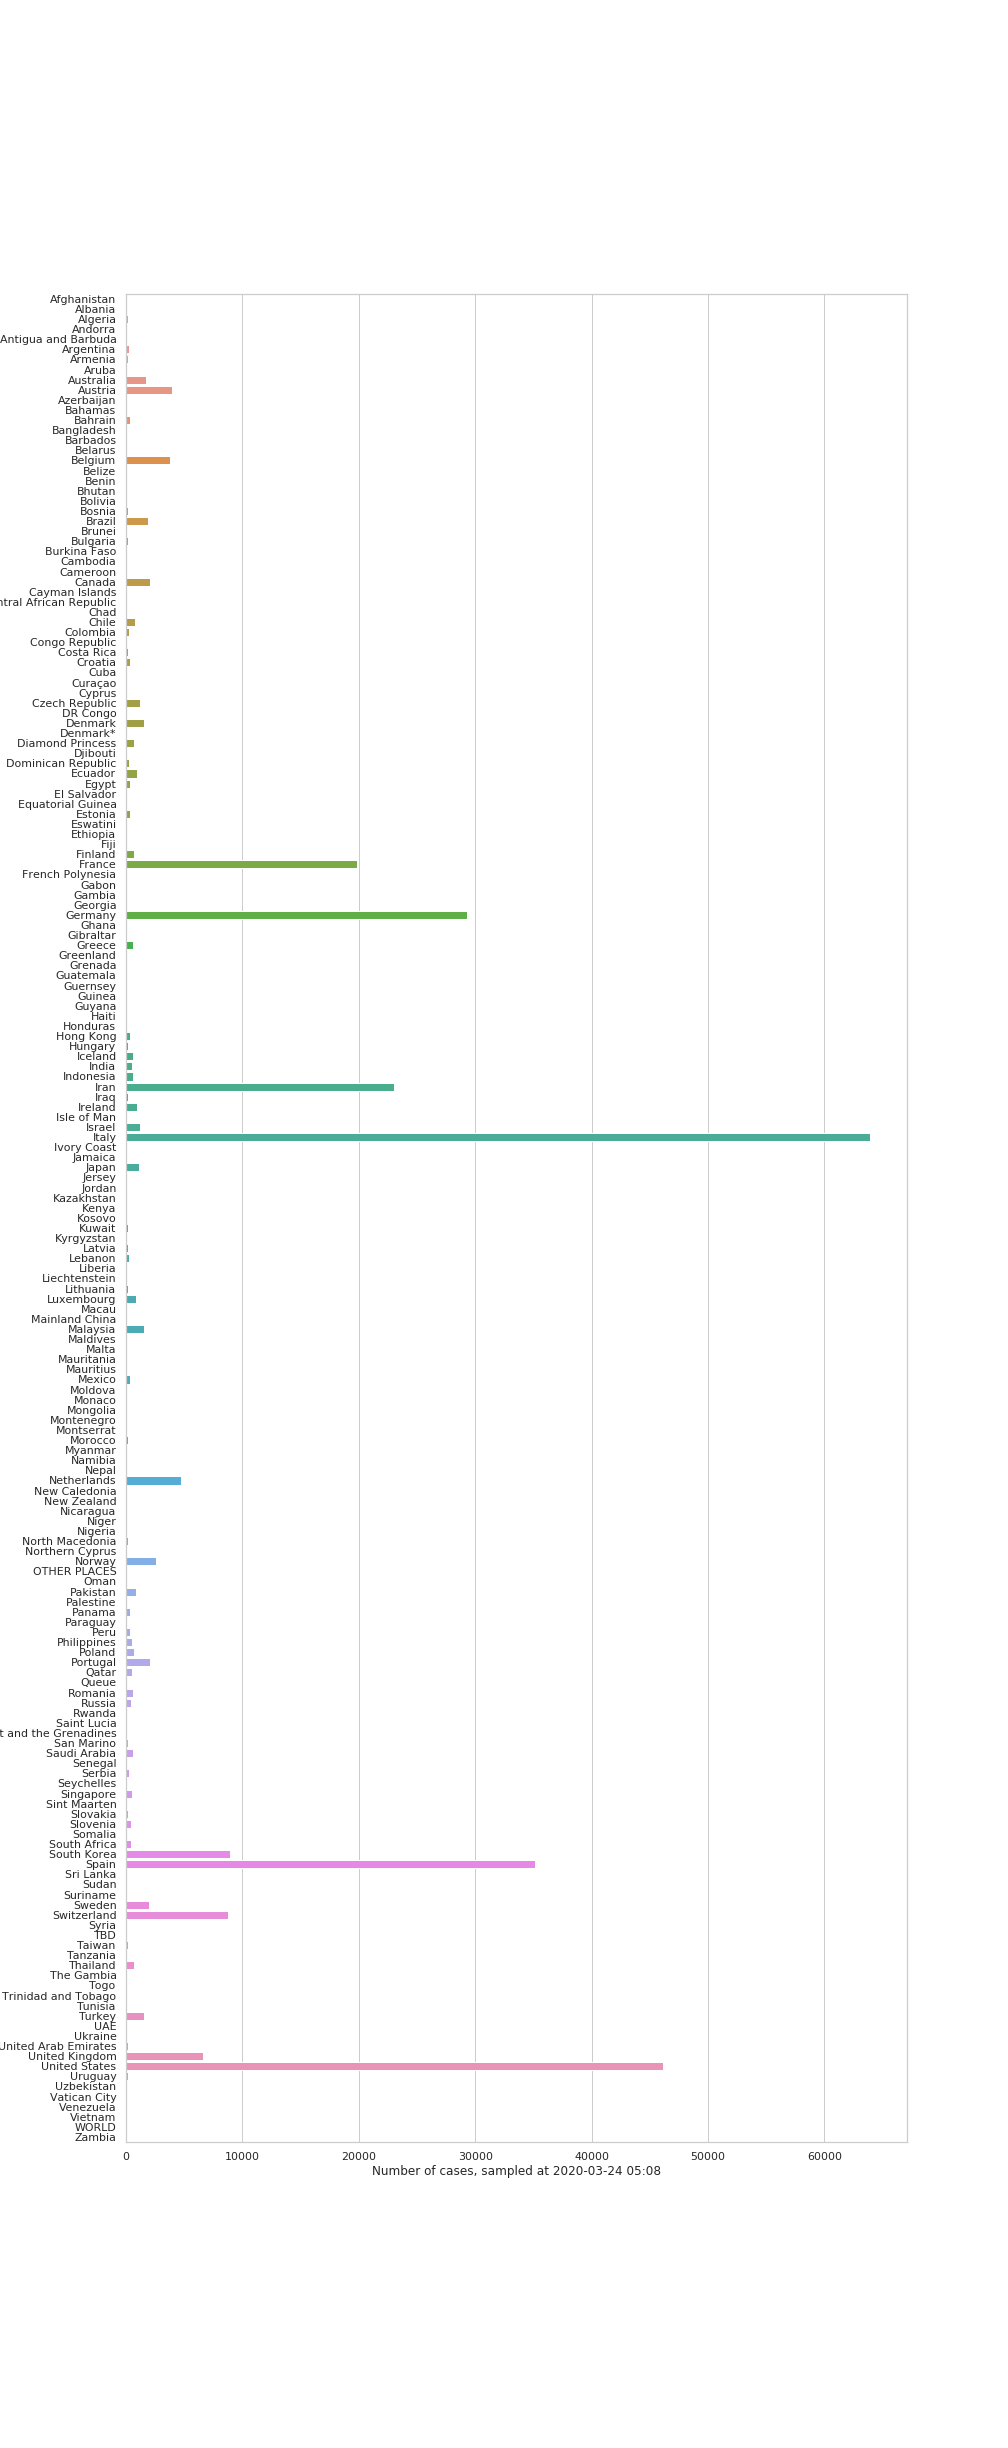 Afghanistan
Albania
Algeria
Andorra
Antigua and Barbuda
Argentina
Armenia
Aruba
Australia
Austria
Azerbaijan
Bahamas
Bahrain
Bangladesh
Barbados
Belarus
Belgium
Belize
Benin
Bhutan
Bolivia
Bosnia
Brazil
Brunei
Bulgaria
Burkina Faso
Cambodia
Cameroon
Canada
Cayman Islands
ntral African Republic
Chad
Chile
Colombia
Congo Republic
Costa Rica
Croatia
Cuba
Curaçao
Cyprus
Czech Republic
DR Congo
Denmark
Denmark*
Diamond Princess
Djibouti
Dominican Republic
Ecuador
Egypt
El Salvador
Equatorial Guinea
Estonia
Eswatini
Ethiopia
Fiji
Finland
France
French Polynesia
Gabon
Gambia
Georgia
Germany
Ghana
Gibraltar
Greece
Greenland
Grenada
Guatemala
Guernsey
Guinea
Guyana
Haiti
Honduras
Hong Kong
Hungary
Iceland
India
Indonesia
Iran
Iraq
Ireland
Isle of Man
Israel
Italy
Ivory Coast
Jamaica
Japan
Jersey
Jordan
Kazakhstan
Kenya
Kosovo
Kuwait
Kyrgyzstan
Latvia
Lebanon
Liberia
Liechtenstein
Lithuania
Luxembourg
Macau
Mainland China
Malaysia
Maldives
Malta
Mauritania
Mauritius
Mexico
Moldova
Monaco
Mongolia
Montenegro
Montserrat
Morocco
Myanmar
Namibia
Nepal
Netherlands
New Caledonia
New Zealand
Nicaragua
Niger
Nigeria
North Macedonia
Northern Cyprus
Norway
OTHER PLACES
Oman
Pakistan
Palestine
Panama
Paraguay
Peru
Philippines
Poland
Portugal
Qatar
Queue
Romania
Russia
Rwanda
Saint Lucia
t and the Grenadines
San Marino
Saudi Arabia
Senegal
Serbia
Seychelles
Singapore
Sint Maarten
Slovakia
Slovenia
Somalia
South Africa
South Korea
Spain
Sri Lanka
Sudan
Suriname
Sweden
Switzerland
Syria
TBD
Taiwan
Tanzania
Thailand
The Gambia
Togo
Trinidad and Tobago
Tunisia
Turkey
UAE
Ukraine
United Arab Emirates
United Kingdom
United States
Uruguay
Uzbekistan
Vatican City
Venezuela
Vietnam
WORLD
Zambia
0 10000 20000 30000 40000 50000 60000
Number of cases, sampled at 2020-03-24 05:08